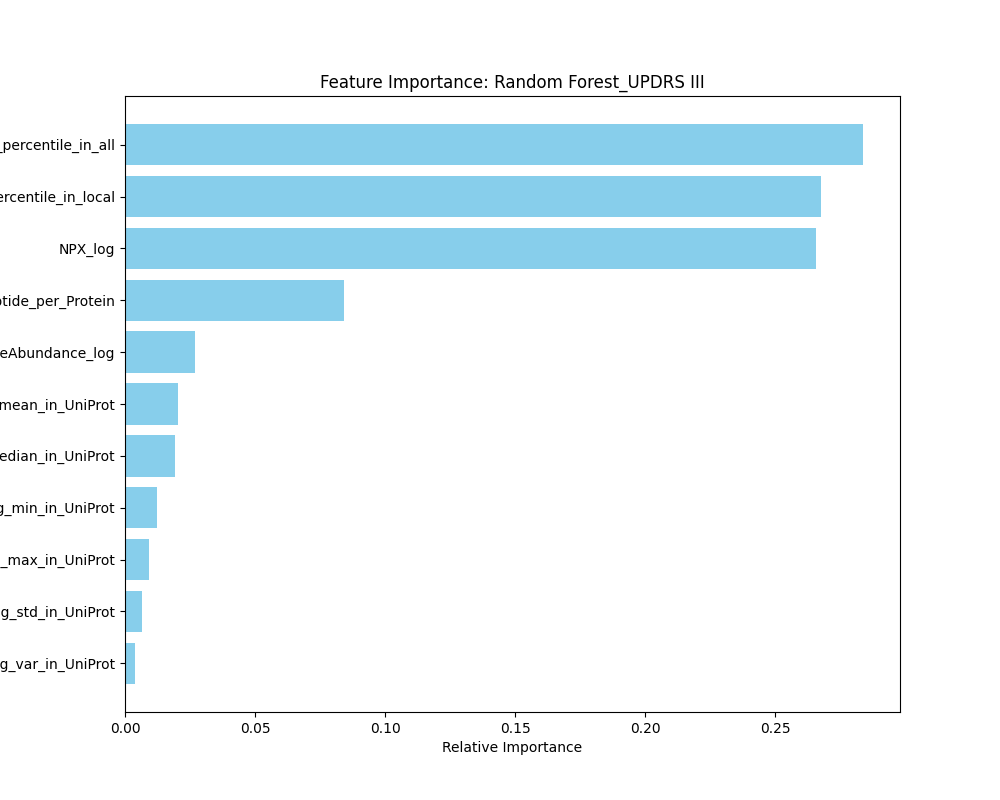 Feature Importance: Random Forest_UPDRS III
_percentile_in_all
ercentile_in_local
NPX_log
tide_per_Protein
eAbundance_log
mean_in_UniProt
edian_in_UniProt
g_min_in_UniProt
_max_in_UniProt
g_std_in_UniProt
g_var_in_UniProt
0.00 0.05 0.10 0.15 0.20 0.25
Relative Importance